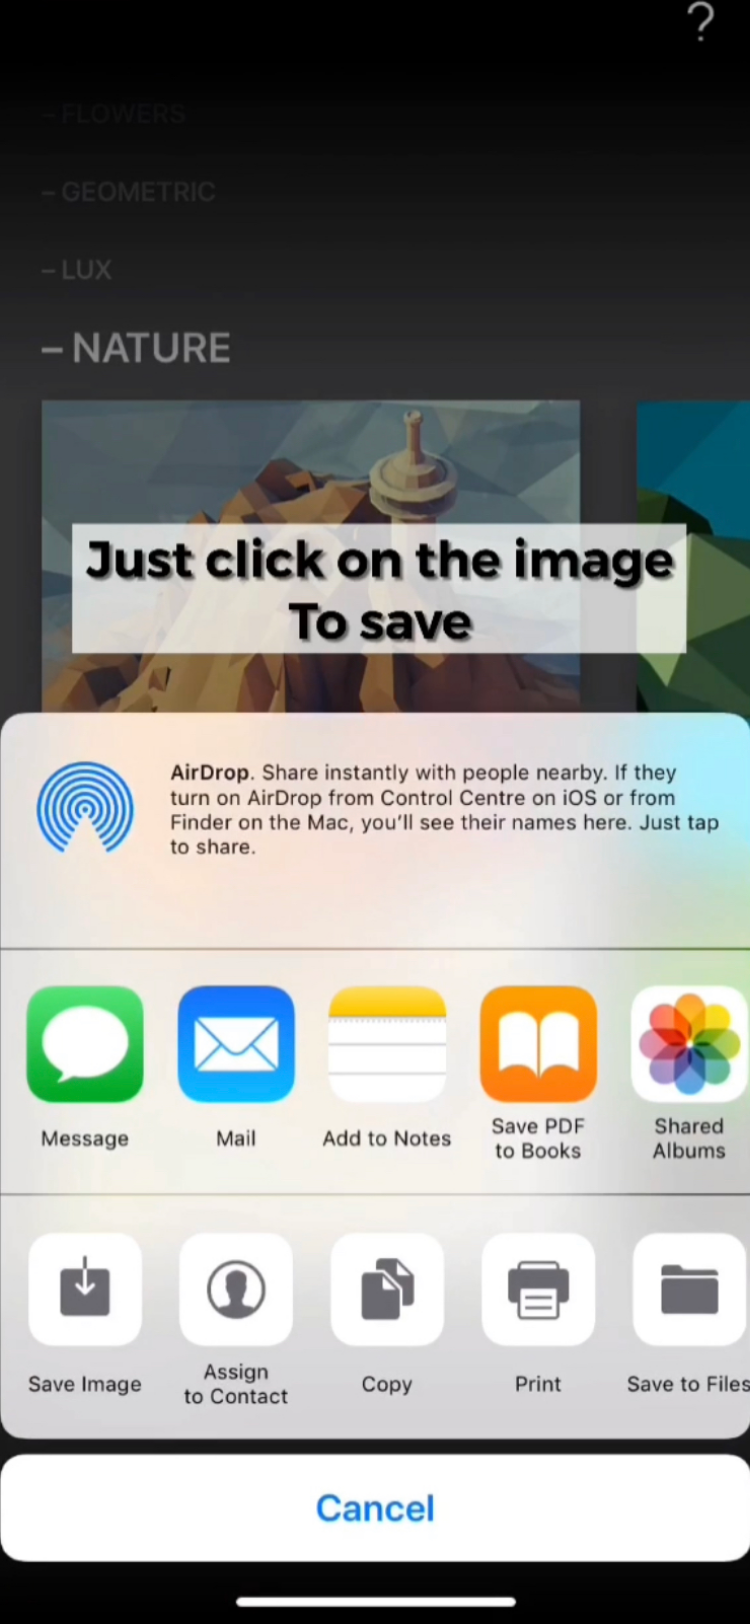 ?
– FLOWERS
– GEOMETRIC
– LUX
– NATURE
Just click on the image
To save
AirDrop. Share instantly with people nearby. If they
turn on AirDrop from Control Centre on iOS or from
Finder on the Mac, you’ll see their names here. Just tap
to share.
Message
Mail
Add to Notes
Save PDF
to Books
Shared
Albums
Save Image
Assign
to Contact
Copy
Print
Save to Files
Cancel